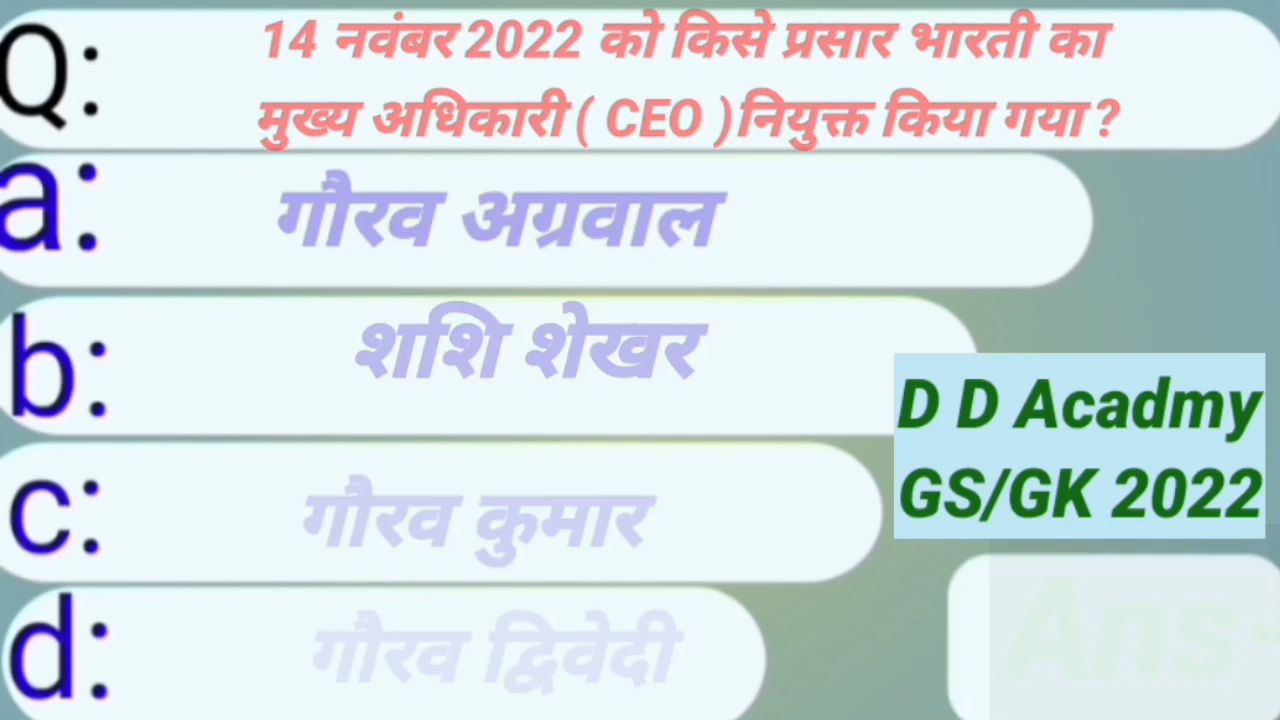 Q: 14 नवंबर 2022 को किसे प्रसार भारती का
मुख्य अधिकारी ( CEO ) नियुक्त किया गया ?
a: गौरव अग्रवाल
b: शशि शेखर
c: गौरव कुमार
d: गौरव द्विवेदी
D D Acadmy
GS/GK 2022
Ans-